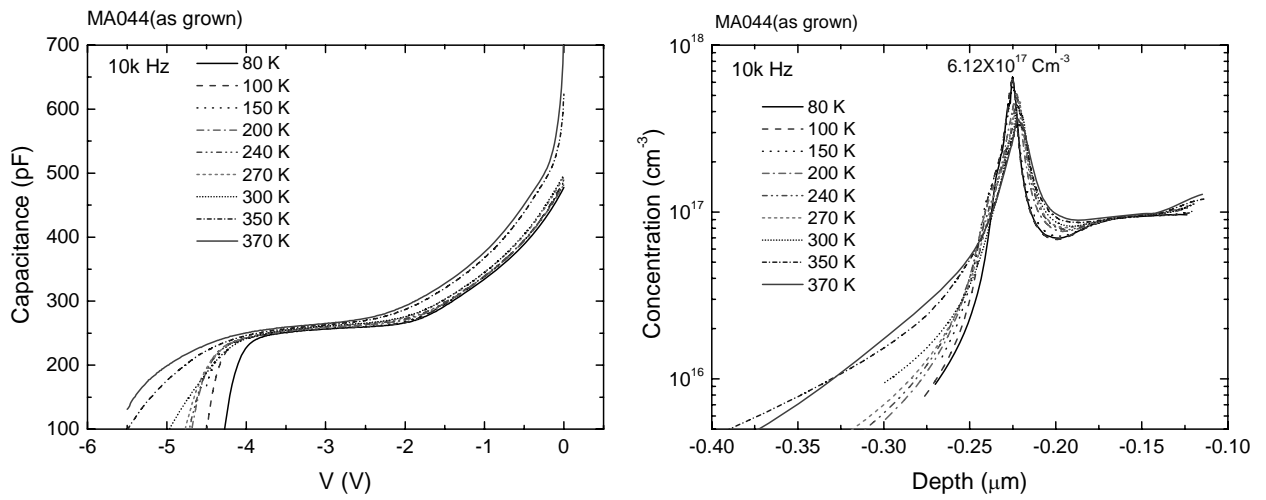 MA044(as grown)
700
600
500
400
300
200
100
Capacitance (pF)
10k Hz
80 K
100 K
150 K
200 K
240 K
270 K
300 K
350 K
370 K
-6
-5
-4
-3
-2
-1
0
V (V)
MA044(as grown)
10^18
10^17
10^16
Concentration (cm^-3)
10k Hz
6.12X10^17 Cm^-3
80 K
100 K
150 K
200 K
240 K
270 K
300 K
350 K
370 K
-0.40
-0.35
-0.30
-0.25
-0.20
-0.15
-0.10
Depth (μm)